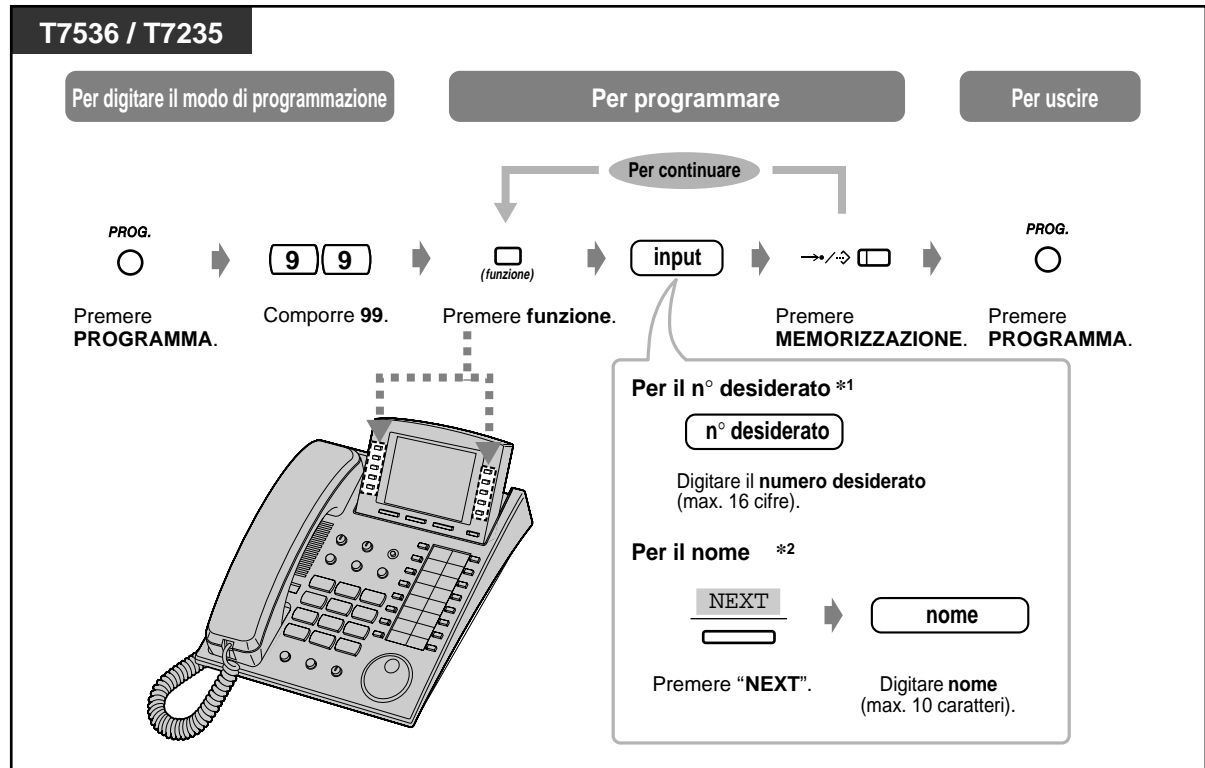 T7536 / T7235
Per digitare il modo di programmazione
Per programmare
Per uscire
Per continuare
PROG.
9 9
(funzione)
input
PROG.
Premere
PROGRAMMA.
Comporre 99.
Premere funzione.
Premere
MEMORIZZAZIONE.
Premere
PROGRAMMA.
Per il n° desiderato *1
n° desiderato
Digitare il numero desiderato
(max. 16 cifre).
Per il nome *2
NEXT
nome
Premere “NEXT”.
Digitare nome
(max. 10 caratteri).